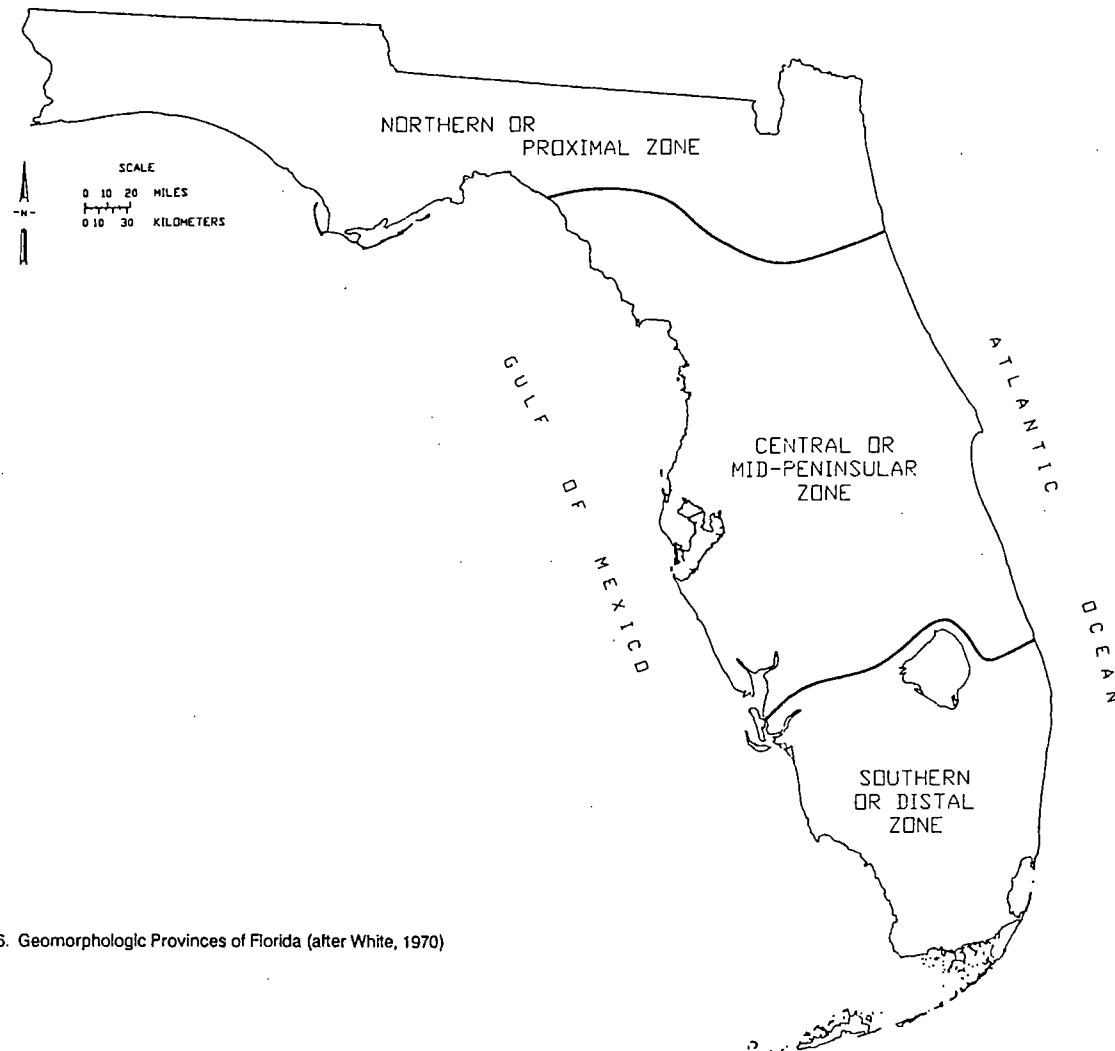 NORTHERN OR
PROXIMAL ZONE
SCALE
0 10 20 MILES
-N-
0 10 30 KILOMETERS
GULF OF MEXICO
ATLANTIC OCEAN
CENTRAL OR
MID-PENINSULAR
ZONE
SOUTHERN
OR DISTAL
ZONE
6. Geomorphologic Provinces of Florida (after White, 1970)